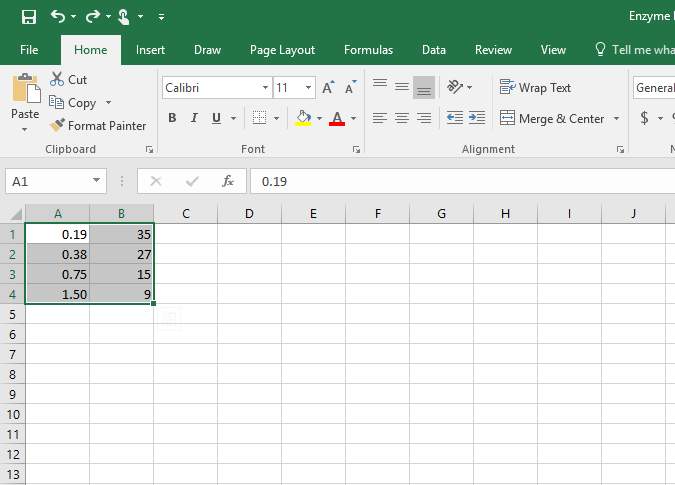 Enzyme
File Home Insert Draw Page Layout Formulas Data Review View Tell me wha
Cut
Copy
Format Painter
Paste
Clipboard
Calibri 11 A A
B I U A
Font
Wrap Text
Merge & Center
Alignment
General
$
A1 fx 0.19
A B C D E F G H I J
1 0.19 35
2 0.38 27
3 0.75 15
4 1.50 9
5
6
7
8
9
10
11
12
13